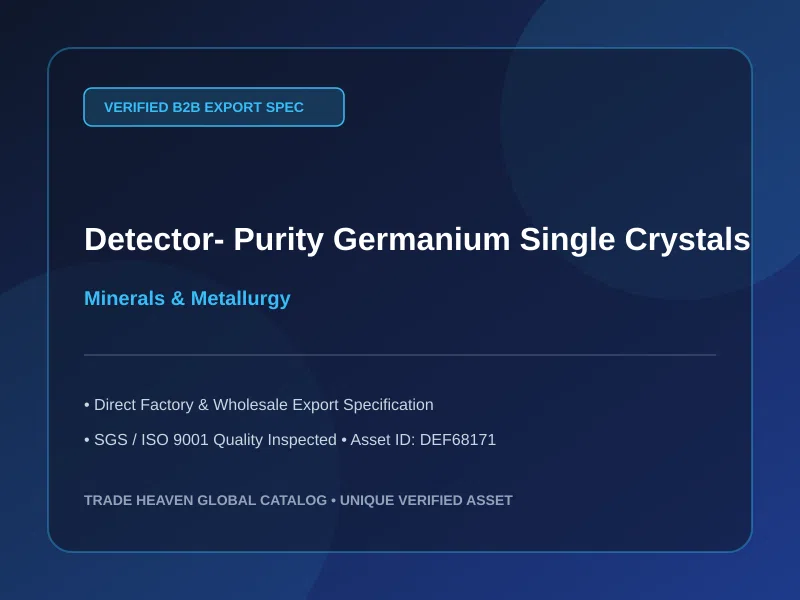 VERIFIED B2B EXPORT SPEC
Detector- Purity Germanium Single Crystals
Minerals & Metallurgy
• Direct Factory & Wholesale Export Specification
• SGS / ISO 9001 Quality Inspected • Asset ID: DEF68171
TRADE HEAVEN GLOBAL CATALOG • UNIQUE VERIFIED ASSET